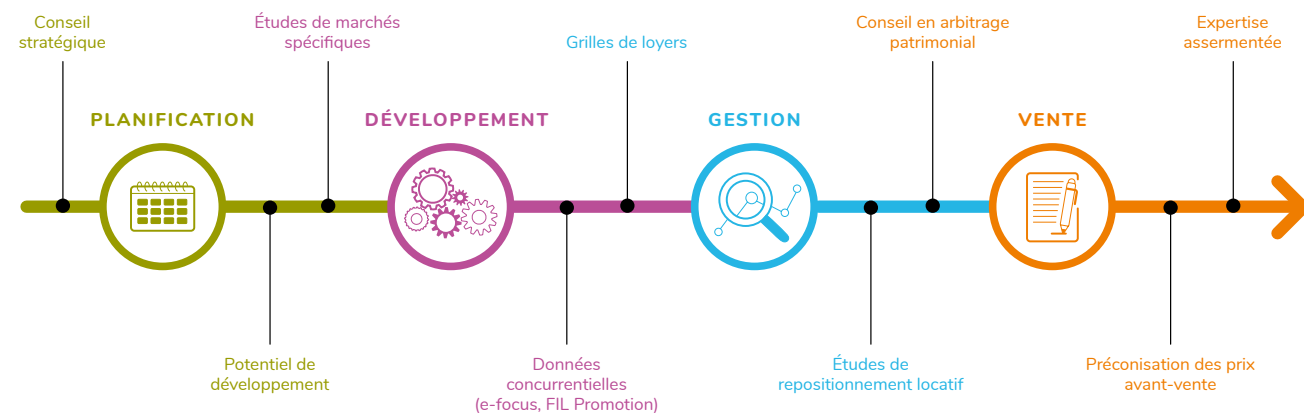 Conseil
stratégique
Études de marchés
spécifiques
Grilles de loyers
Conseil en arbitrage
patrimonial
Expertise
assermentée
PLANIFICATION
DÉVELOPPEMENT
GESTION
VENTE
Potentiel de
développement
Données
concurrentielles
(e-focus, FIL Promotion)
Études de
repositionnement locatif
Préconisation des prix
avant-vente